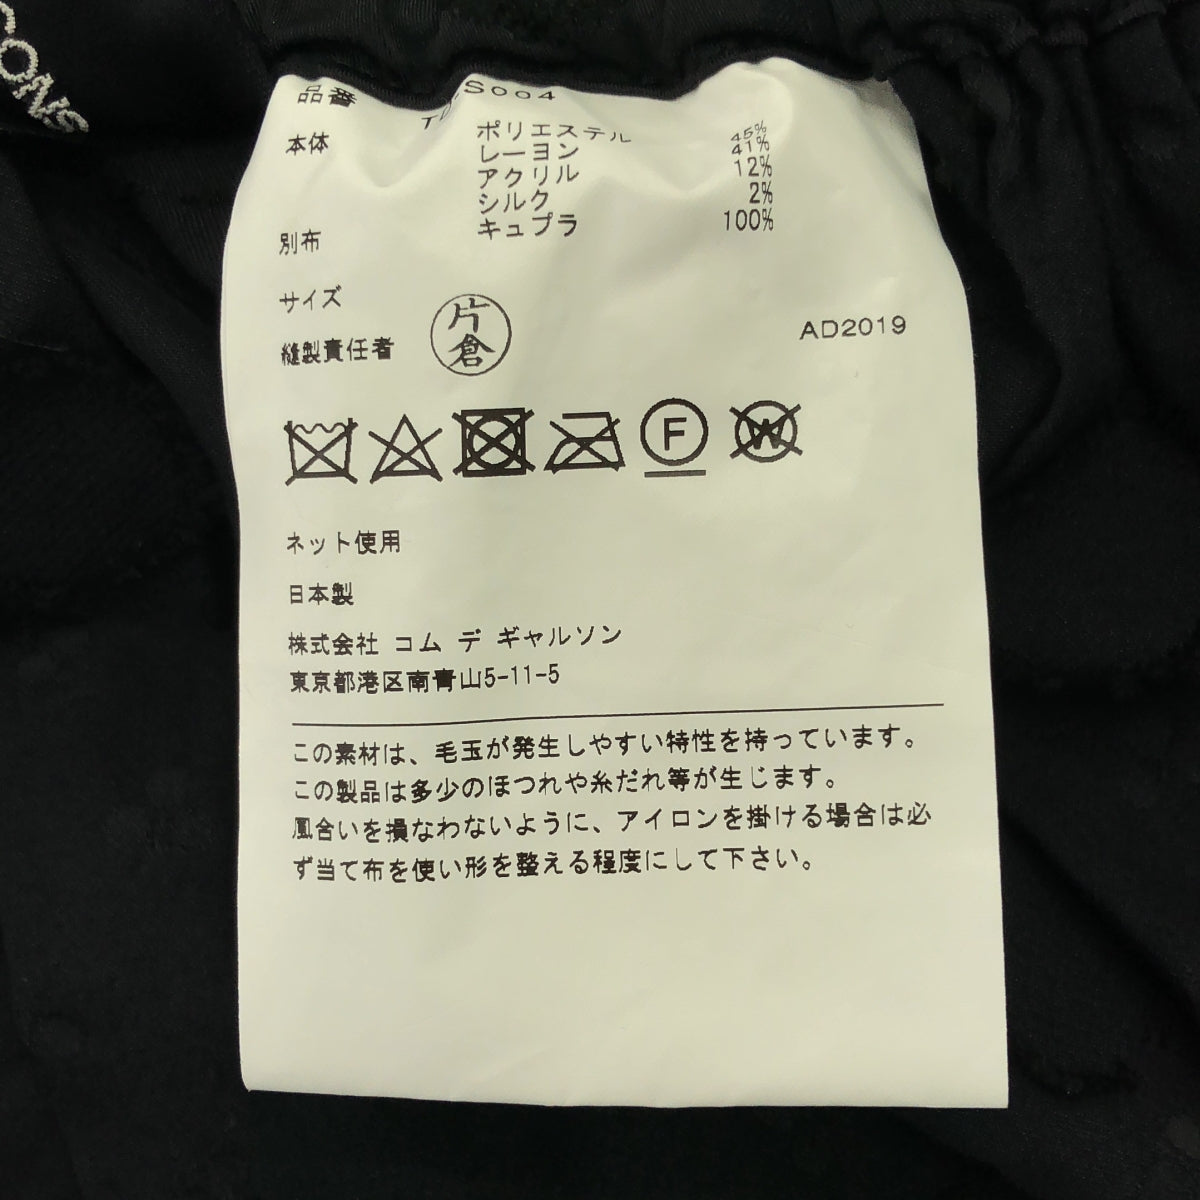 CONS
品番 S004
本体 ポリエステル 45%
レーヨン 41%
アクリル 12%
シルク 2%
別布 キュプラ 100%
サイズ
縫製責任者 片倉 AD2019
F W
ネット使用
日本製
株式会社 コム デ ギャルソン
東京都港区南青山5-11-5
この素材は、毛玉が発生しやすい特性を持っています。
この製品は多少のほつれや糸だれ等が生じます。
風合いを損なわないように、アイロンを掛ける場合は必
ず当て布を使い形を整える程度にして下さい。